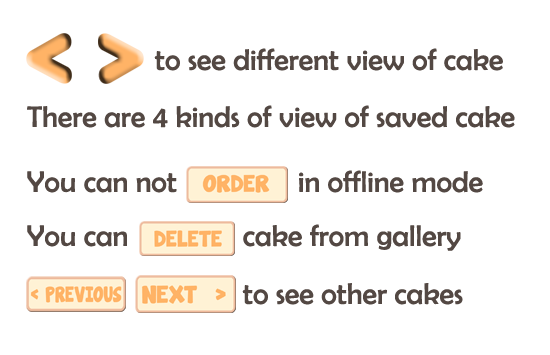 < > to see different view of cake
There are 4 kinds of view of saved cake
You can not ORDER in offline mode
You can DELETE cake from gallery
< PREVIOUS NEXT > to see other cakes